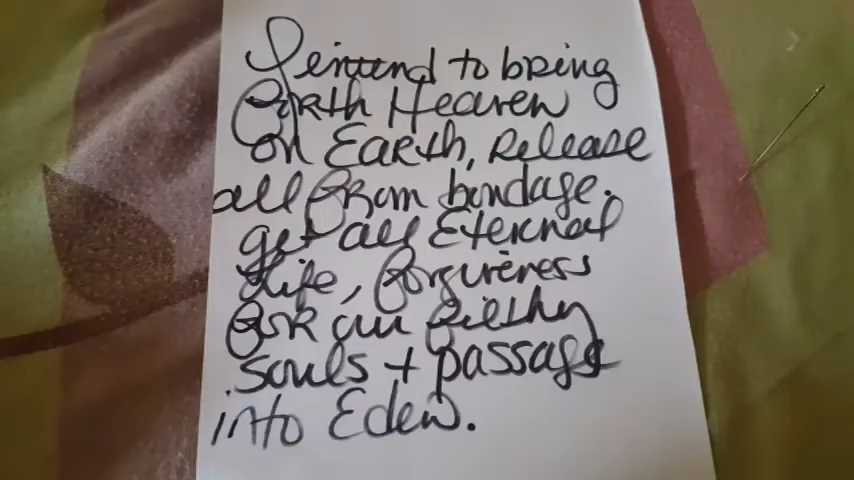 I intend to bring
forth Heaven
on Earth, Release
all from bondage.
get all Eternal
Life, forgiveness
for all filthy
souls + passage
into Eden.